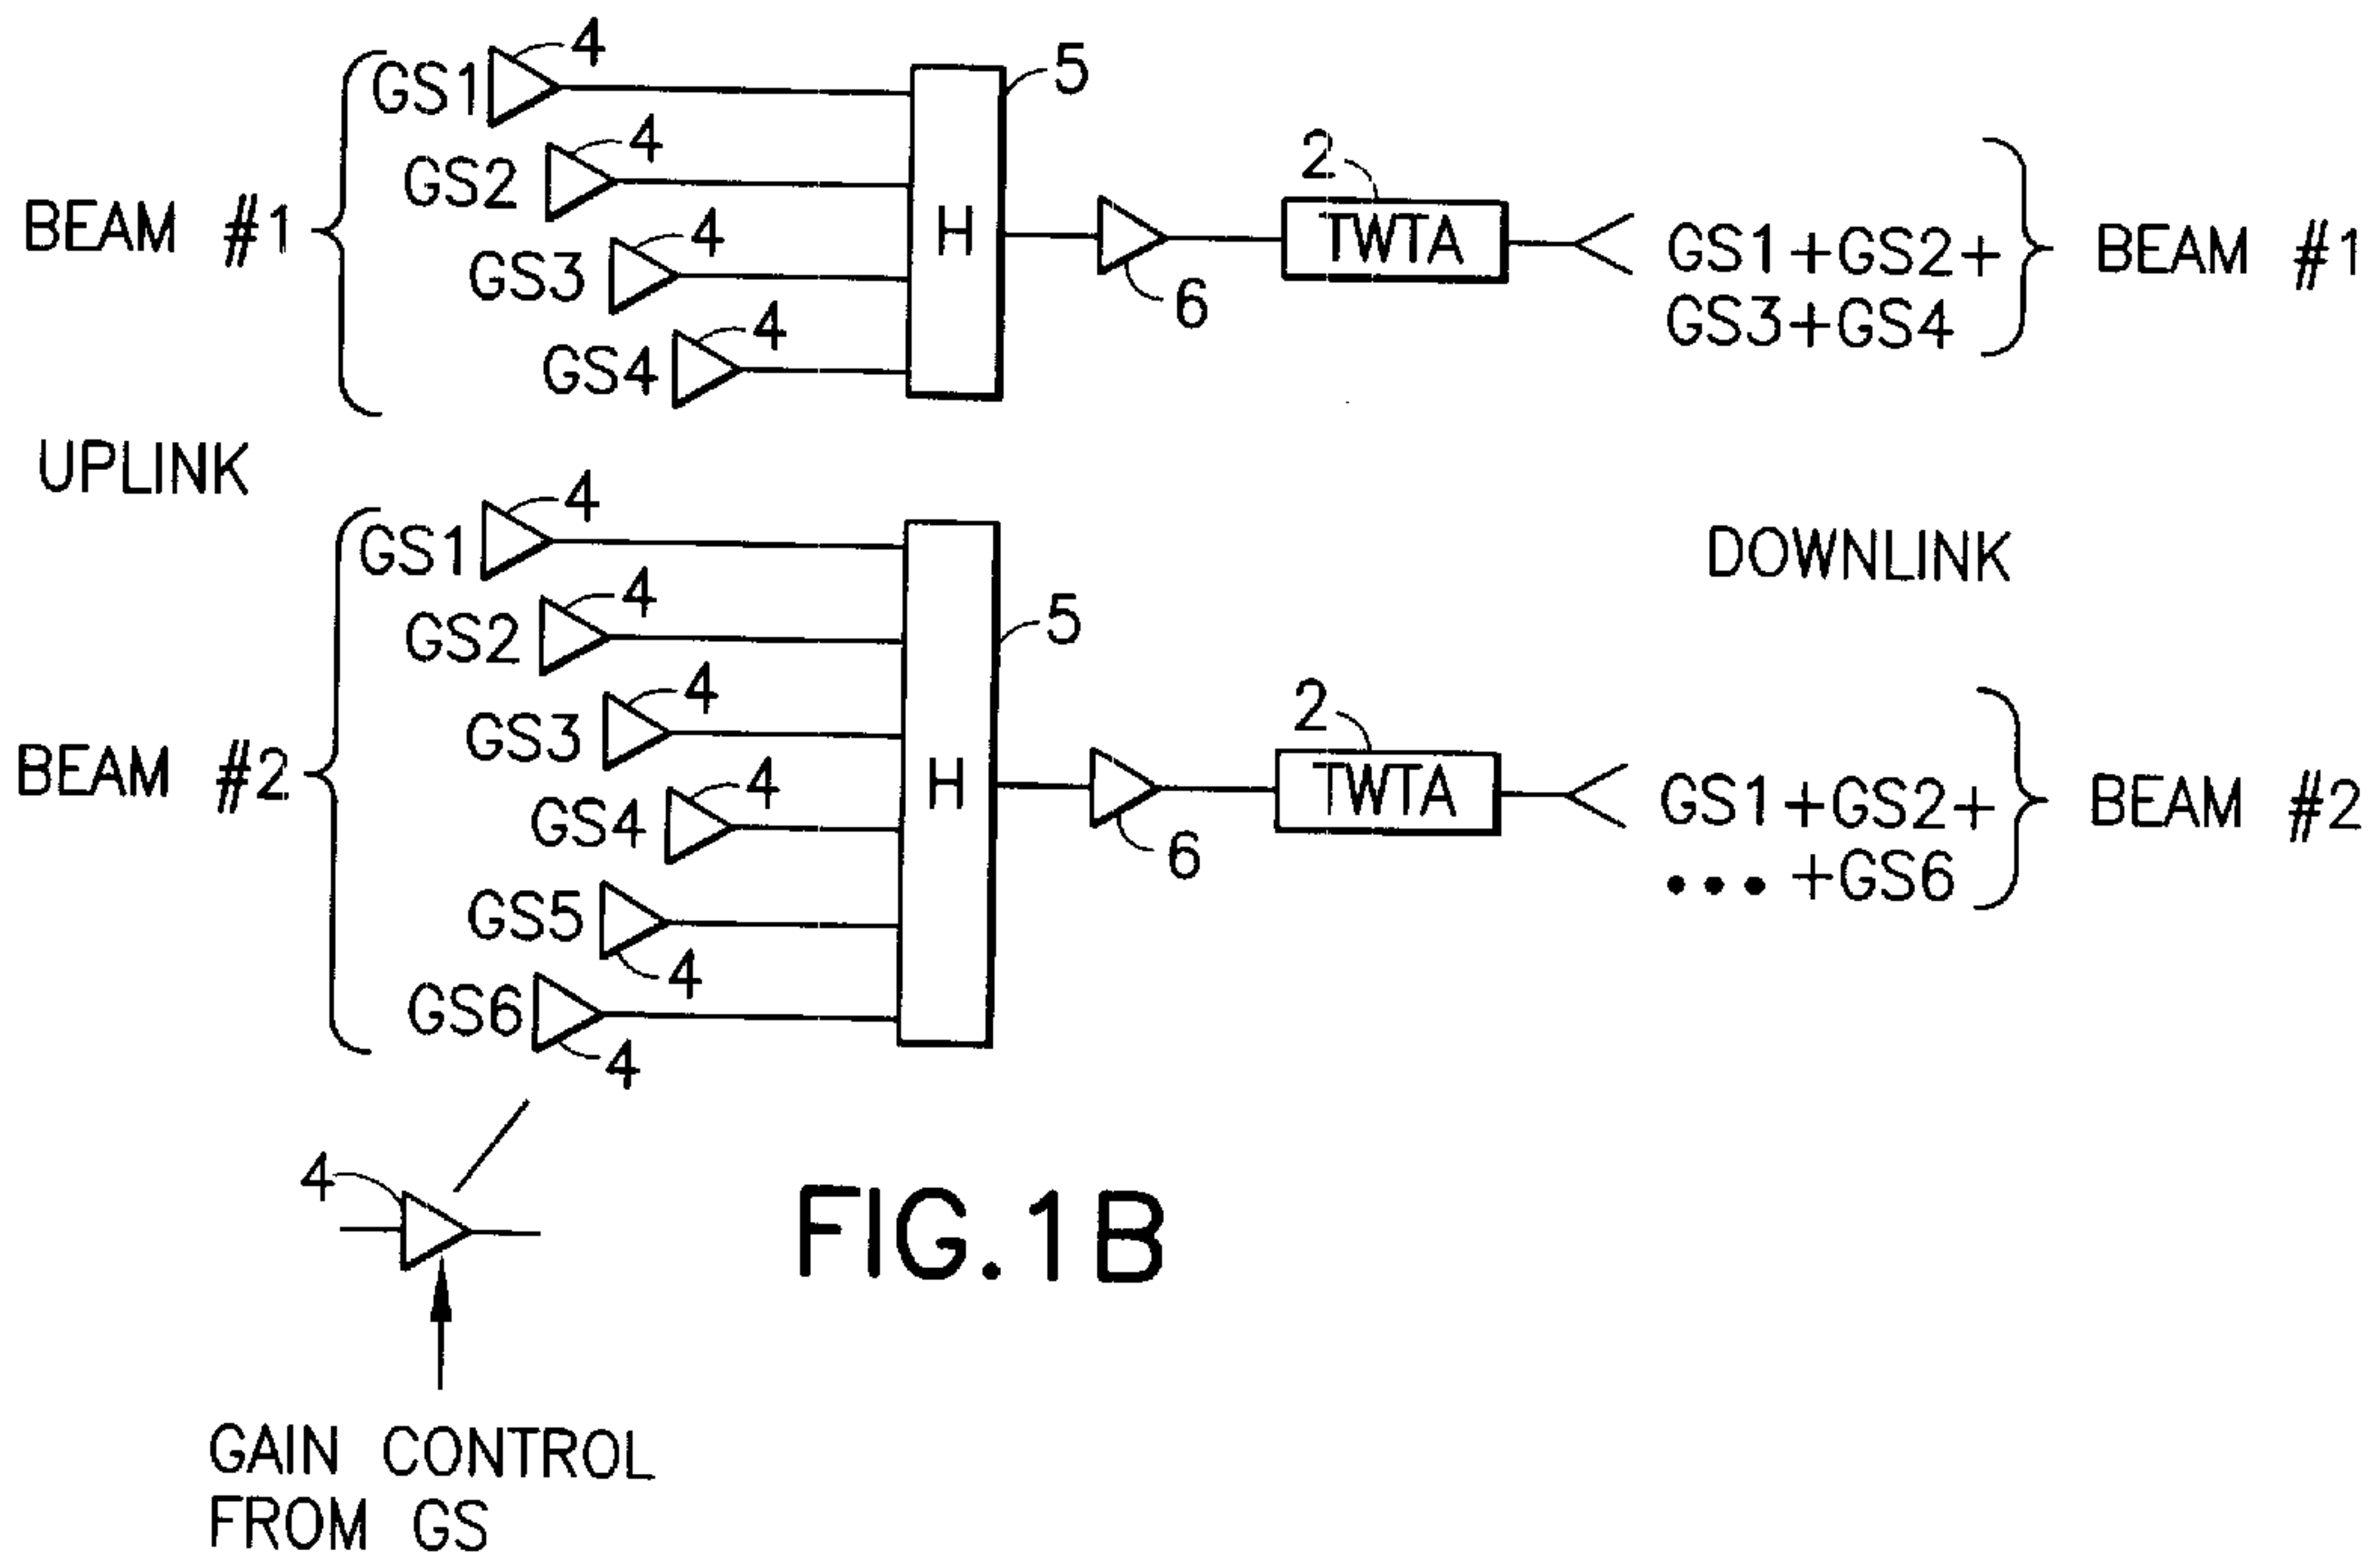 GS1 4
5
GS2 4
2
BEAM #1
GS3 4
H
TWTA
GS1+GS2+
BEAM #1
6
GS3+GS4
GS4 4
UPLINK
GS1 4
DOWNLINK
GS2 4
5
GS3 4
2
BEAM #2
GS4 4
H
TWTA
GS1+GS2+
BEAM #2
6
•••+GS6
GS5 4
GS6 4
4
FIG.1B
GAIN CONTROL
FROM GS